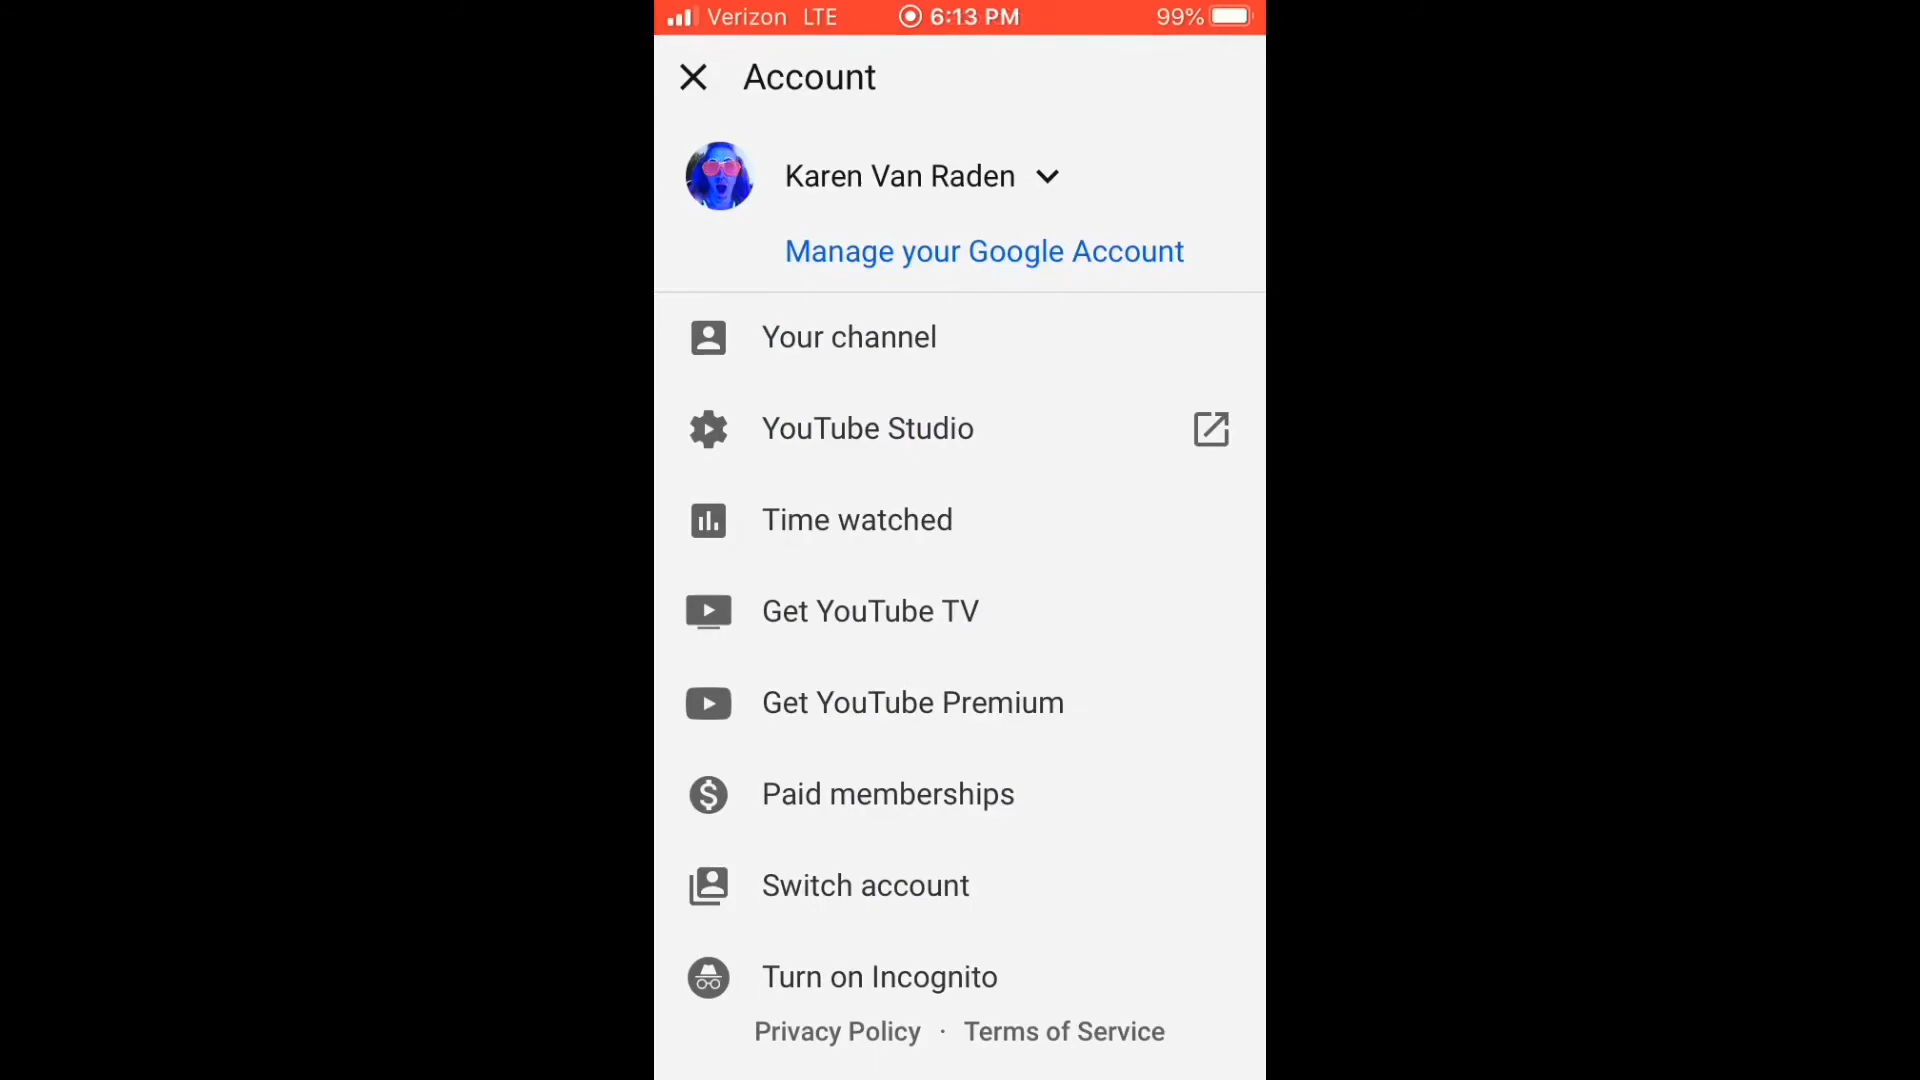 Verizon LTE 6:13 PM 99%
Account
Karen Van Raden
Manage your Google Account
Your channel
YouTube Studio
Time watched
Get YouTube TV
Get YouTube Premium
Paid memberships
Switch account
Turn on Incognito
Privacy Policy · Terms of Service